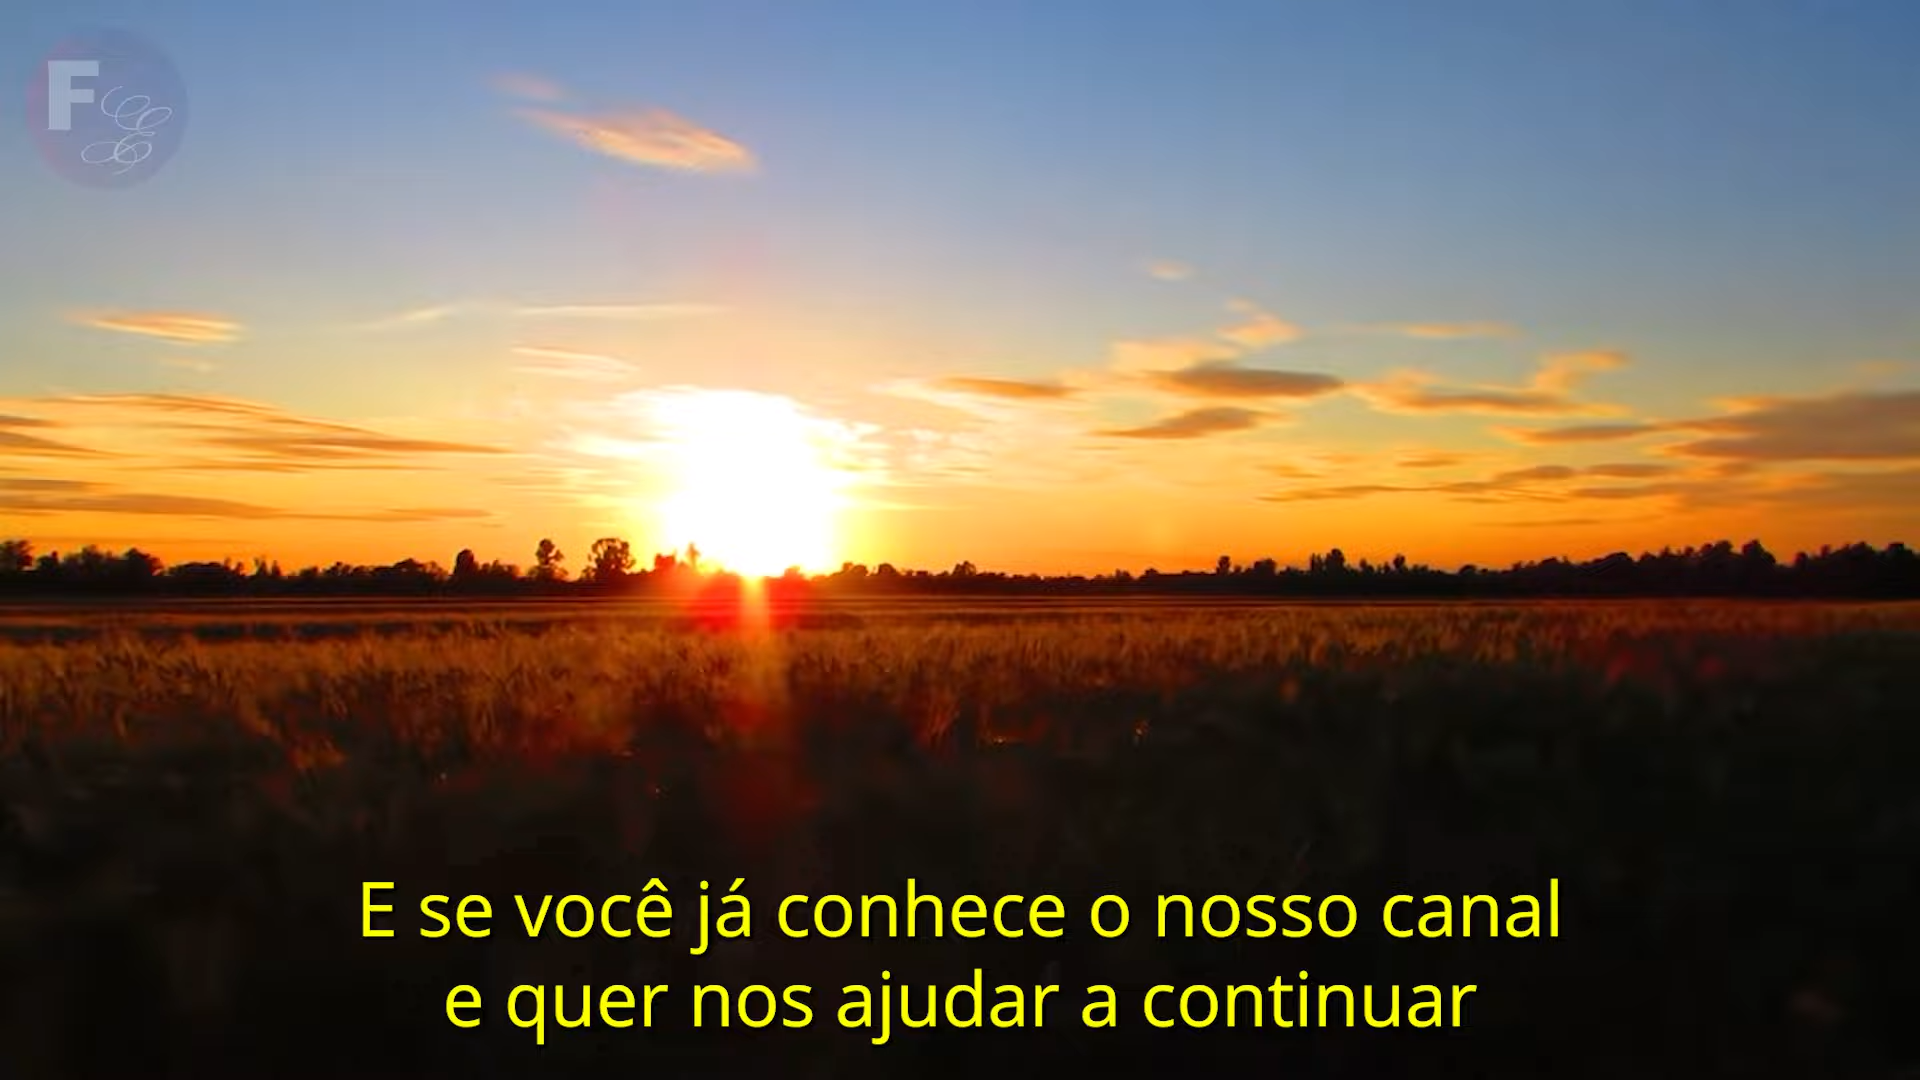 F E
E se você já conhece o nosso canal
e quer nos ajudar a continuar